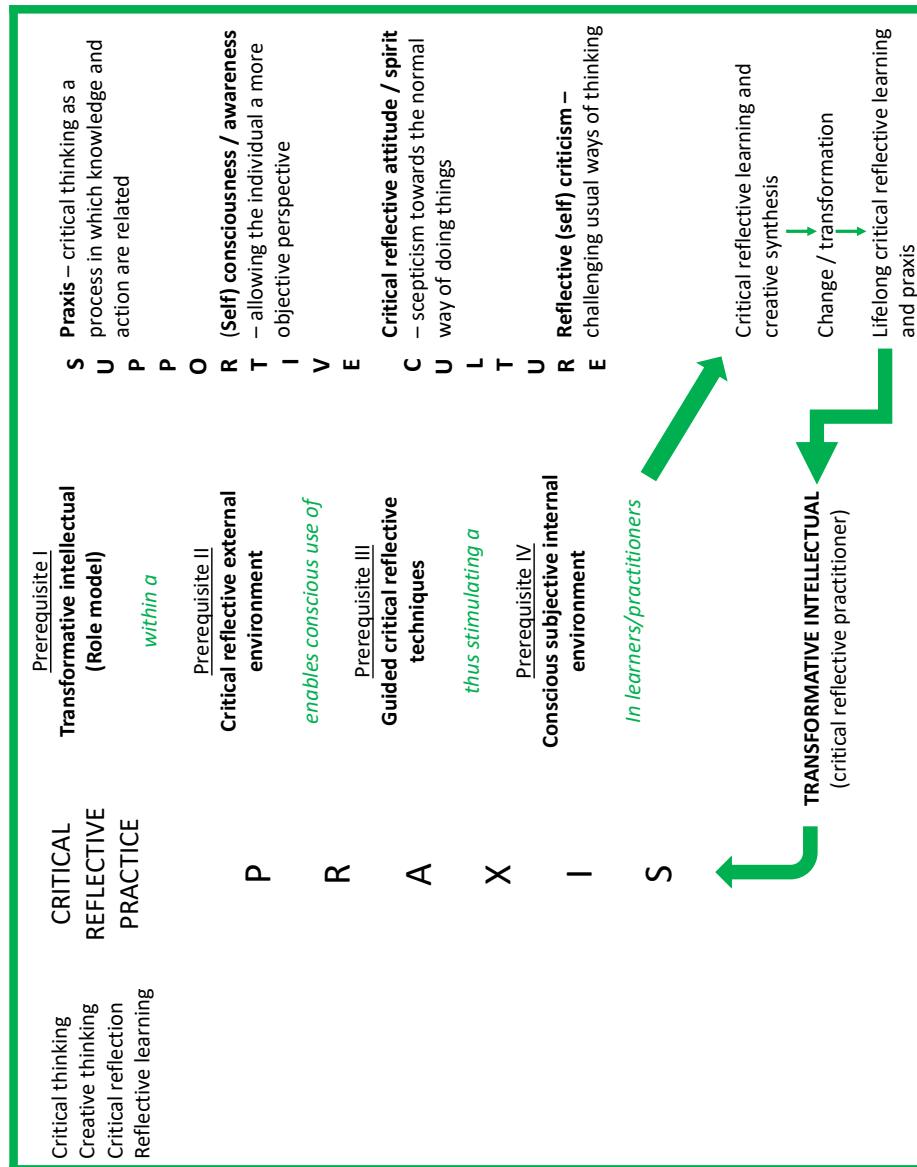 Critical thinking
Creative thinking
Critical reflection
Reflective learning
CRITICAL
REFLECTIVE
PRACTICE
P
R
A
X
I
S
Prerequisite I
Transformative intellectual
(Role model)
within a
Prerequisite II
Critical reflective external
environment
enables conscious use of
Prerequisite III
Guided critical reflective
techniques
thus stimulating a
Prerequisite IV
Conscious subjective internal
environment
In learners/practitioners
S
U
P
P
O
R
T
I
V
E
C
U
L
T
U
R
E
Praxis – critical thinking as a
process in which knowledge and
action are related
(Self) consciousness / awareness
– allowing the individual a more
objective perspective
Critical reflective attitude / spirit
– scepticism towards the normal
way of doing things
Reflective (self) criticism –
challenging usual ways of thinking
Critical reflective learning and
creative synthesis
Change / transformation
Lifelong critical reflective learning
and praxis
TRANSFORMATIVE INTELLECTUAL
(critical reflective practitioner)